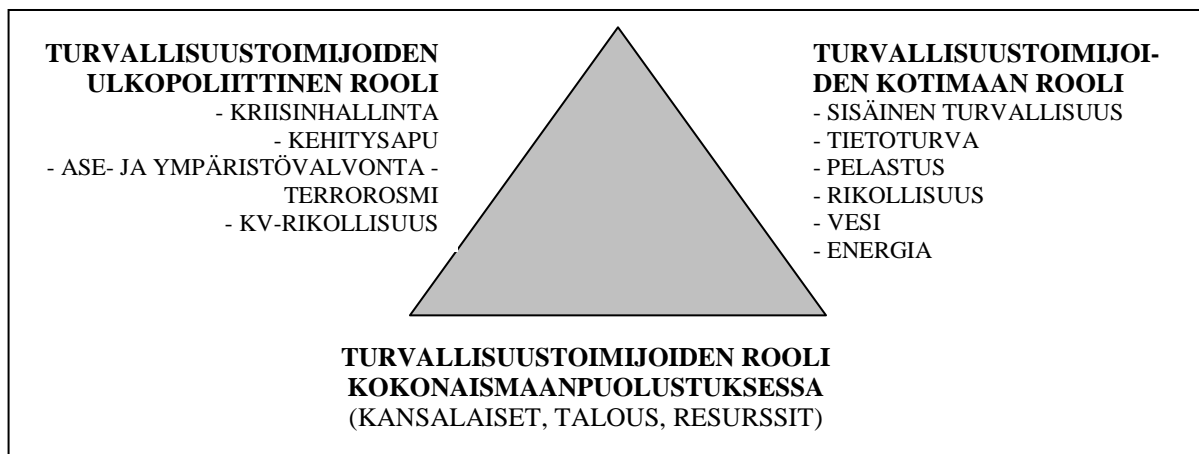 TURVALLISUUSTOIMIJOIDEN
ULKOPOLIITTINEN ROOLI
- KRIISINHALLINTA
- KEHITYSAPU
- ASE- JA YMPÄRISTÖVALVONTA -
TERROROSMI
- KV-RIKOLLISUUS
TURVALLISUUSTOIMIJOI-
DEN KOTIMAAN ROOLI
- SISÄINEN TURVALLISUUS
- TIETOTURVA
- PELASTUS
- RIKOLLISUUS
- VESI
- ENERGIA
TURVALLISUUSTOIMIJOIDEN ROOLI
KOKONAISMAANPUOLUSTUKSESSA
(KANSALAISET, TALOUS, RESURSSIT)